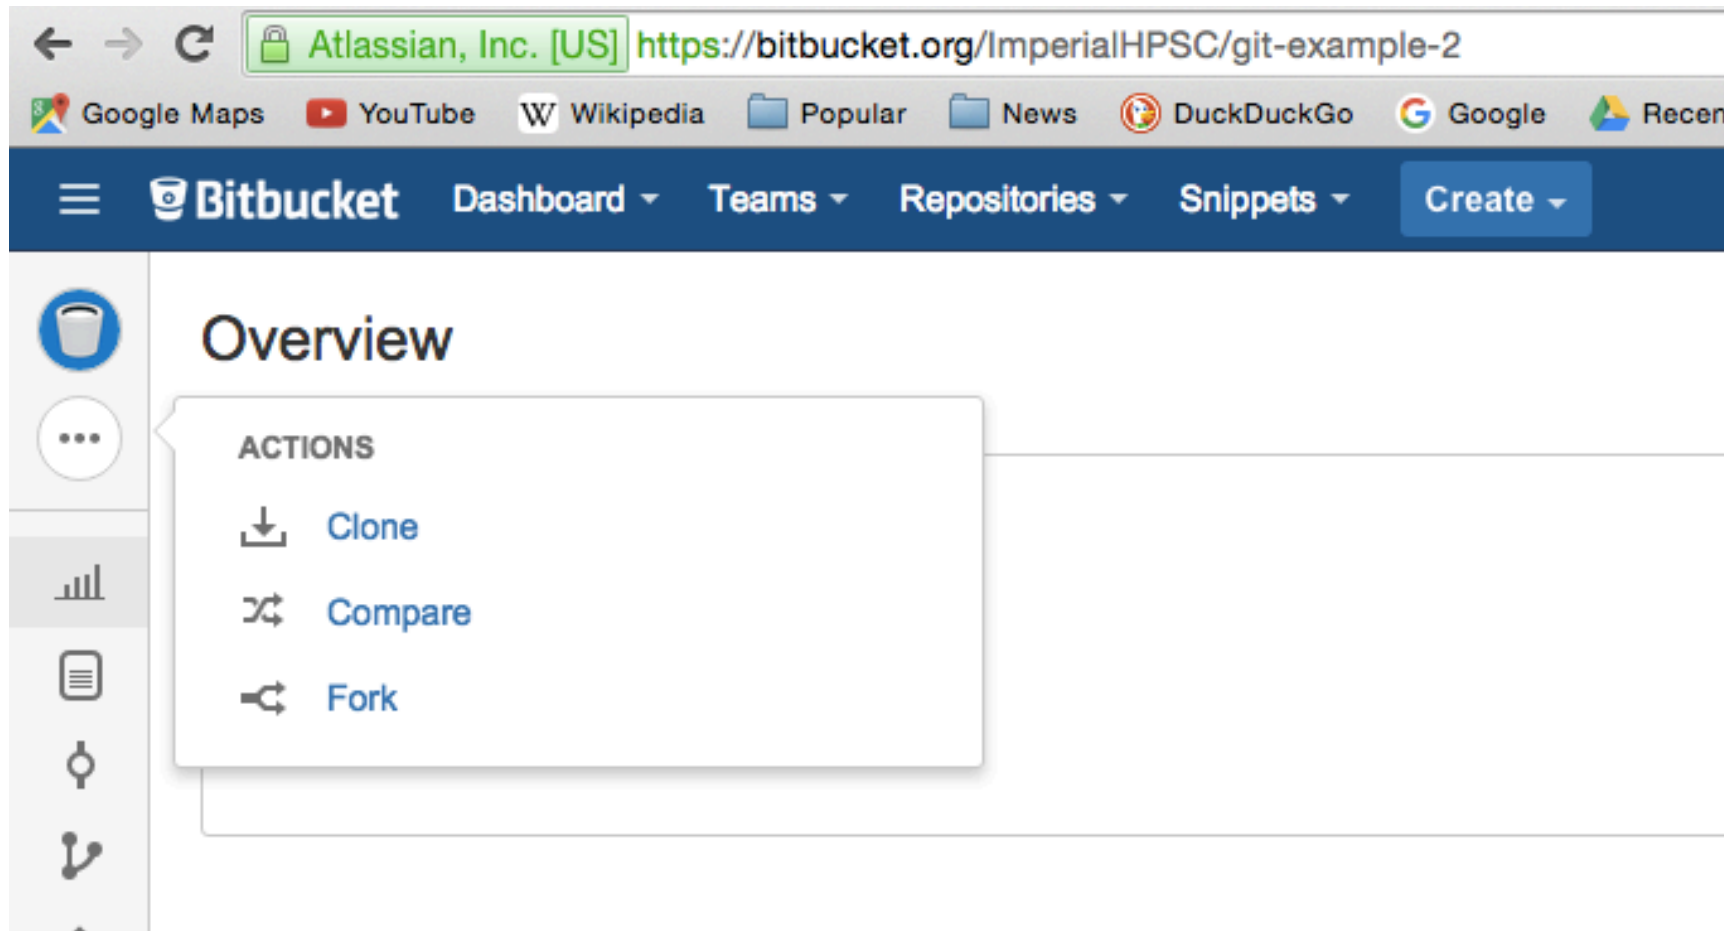 Atlassian, Inc. [US] https://bitbucket.org/ImperialHPSC/git-example-2
Google Maps YouTube W Wikipedia Popular News DuckDuckGo G Google Recen
Bitbucket Dashboard Teams Repositories Snippets Create
Overview
ACTIONS
Clone
Compare
Fork